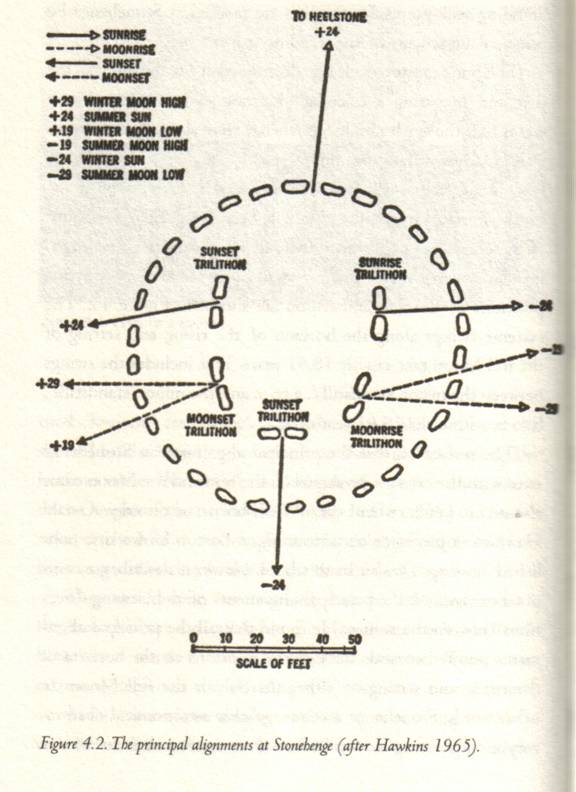 TO HEELSTONE
+24
SUNRISE
MOONRISE
SUNSET
MOONSET
+29 WINTER MOON HIGH
+24 SUMMER SUN
+19 WINTER MOON LOW
−19 SUMMER MOON HIGH
−24 WINTER SUN
−29 SUMMER MOON LOW
SUNSET
TRILITHON
SUNRISE
TRILITHON
+24
−24
+29
−29
+19
MOONSET
TRILITHON
SUNSET
TRILITHON
MOONRISE
TRILITHON
−24
0 10 20 30 40 50
SCALE OF FEET
Figure 4.2. The principal alignments at Stonehenge (after Hawkins 1965).